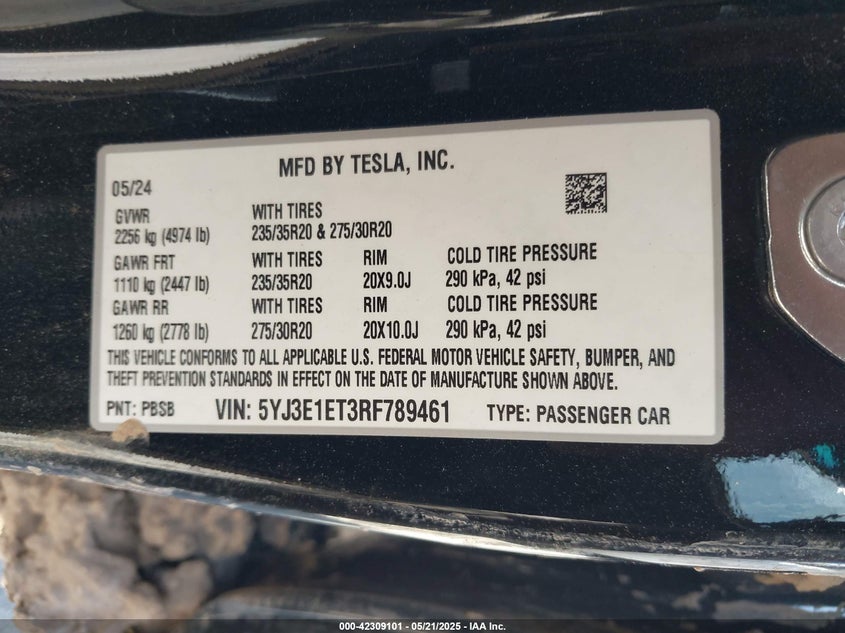 MFD BY TESLA, INC.
05/24
GVWR WITH TIRES
2256 kg (4974 lb) 235/35R20 & 275/30R20
GAWR FRT WITH TIRES RIM COLD TIRE PRESSURE
1110 kg (2447 lb) 235/35R20 20X9.0J 290 kPa, 42 psi
GAWR RR WITH TIRES RIM COLD TIRE PRESSURE
1260 kg (2778 lb) 275/30R20 20X10.0J 290 kPa, 42 psi
THIS VEHICLE CONFORMS TO ALL APPLICABLE U.S. FEDERAL MOTOR VEHICLE SAFETY, BUMPER, AND
THEFT PREVENTION STANDARDS IN EFFECT ON THE DATE OF MANUFACTURE SHOWN ABOVE.
PNT: PBSB VIN: 5YJ3E1ET3RF789461 TYPE: PASSENGER CAR
000-42309101 - 05/21/2025 - IAA Inc.